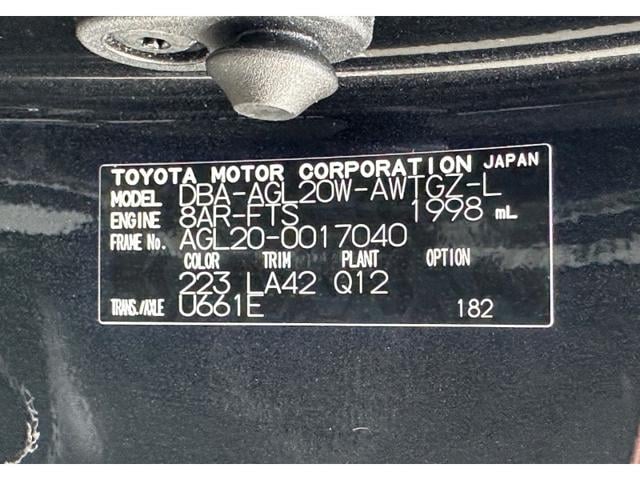 TOYOTA MOTOR CORPORATION JAPAN
MODEL DBA-AGL20W-AWTGZ-L
ENGINE 8AR-FTS 1998 mL
FRAME No. AGL20-0017040
COLOR TRIM PLANT OPTION
223 LA42 Q12
TRANS./AXLE U661E 182